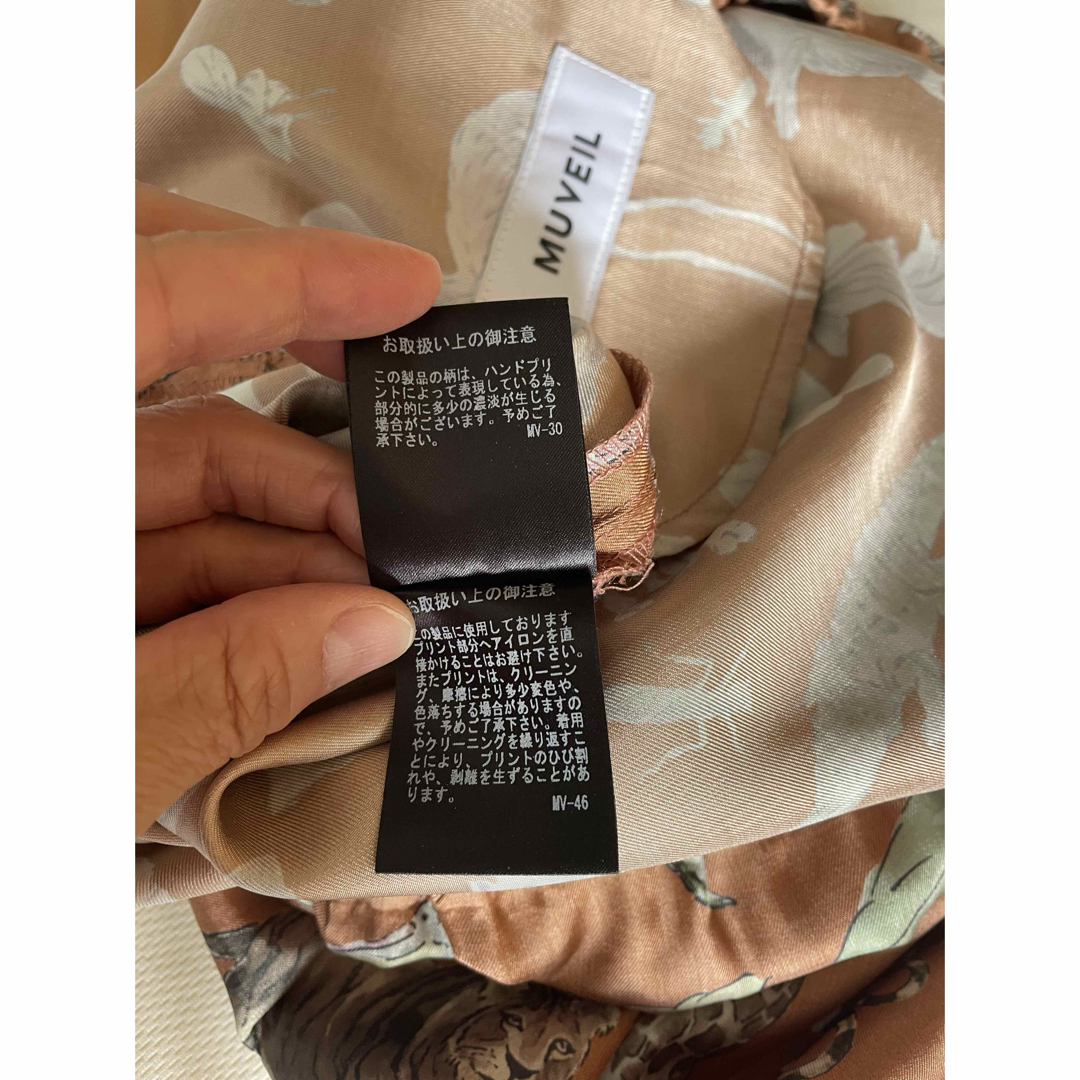 MUVEIL
お取扱い上の御注意
この製品の柄は、ハンドプリ
ントによって表現している為、
部分的に多少の濃淡が生じる
場合がございます。予めご了
承下さい。
MV-30
お取扱い上の御注意
この製品に使用しております
プリント部分へアイロンを直
接かけることはお避け下さい。
またプリントは、クリーニン
グ、摩擦により多少変色や、
色落ちする場合がありますの
で、予めご了承下さい。着用
やクリーニングを繰り返すこ
とにより、プリントのひび割
れや、剥離を生ずることがあ
ります。
MV-46